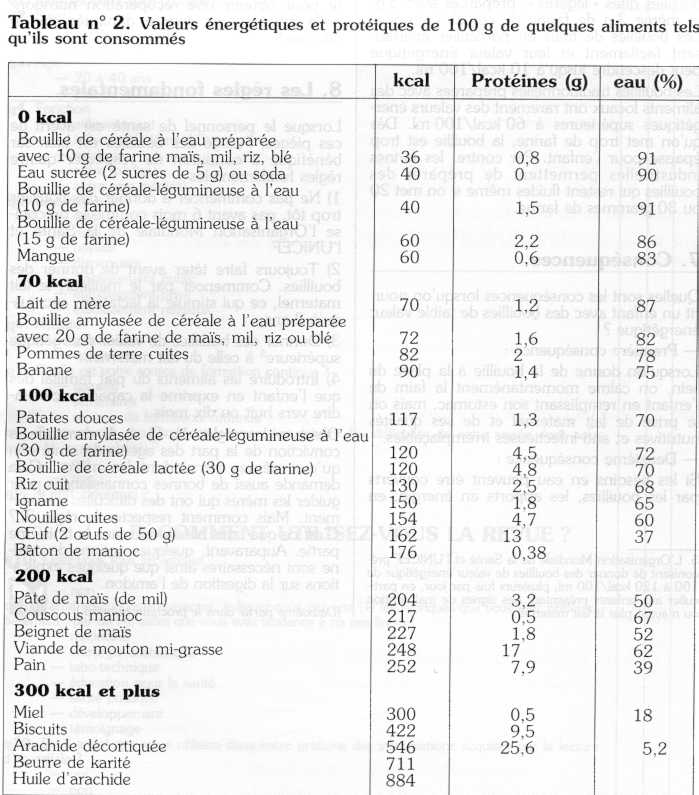 Tableau n° 2. Valeurs énergétiques et protéiques de 100 g de quelques aliments tels
qu'ils sont consommés
kcal Protéines (g) eau (%)
0 kcal
Bouillie de céréale à l'eau préparée
avec 10 g de farine maïs, mil, riz, blé 36 0,8 91
Eau sucrée (2 sucres de 5 g) ou soda 40 0 90
Bouillie de céréale-légumineuse à l'eau
(10 g de farine) 40 1,5 91
Bouillie de céréale-légumineuse à l'eau
(15 g de farine) 60 2,2 86
Mangue 60 0,6 83
70 kcal
Lait de mère 70 1,2 87
Bouillie amylasée de céréale à l'eau préparée
avec 20 g de farine de maïs, mil, riz ou blé 72 1,6 82
Pommes de terre cuites 82 2 78
Banane 90 1,4 75
100 kcal
Patates douces 117 1,3 70
Bouillie amylasée de céréale-légumineuse à l'eau
(30 g de farine) 120 4,5 72
Bouillie de céréale lactée (30 g de farine) 120 4,8 70
Riz cuit 130 2,5 68
Igname 150 1,8 65
Nouilles cuites 154 4,7 60
Œuf (2 œufs de 50 g) 162 13 37
Bàton de manioc 176 0,38
200 kcal
Pâte de maïs (de mil) 204 3,2 50
Couscous manioc 217 0,5 67
Beignet de maïs 227 1,8 52
Viande de mouton mi-grasse 248 17 62
Pain 252 7,9 39
300 kcal et plus
Miel 300 0,5 18
Biscuits 422 9,5
Arachide décortiquée 546 25,6 5,2
Beurre de karité 711
Huile d'arachide 884